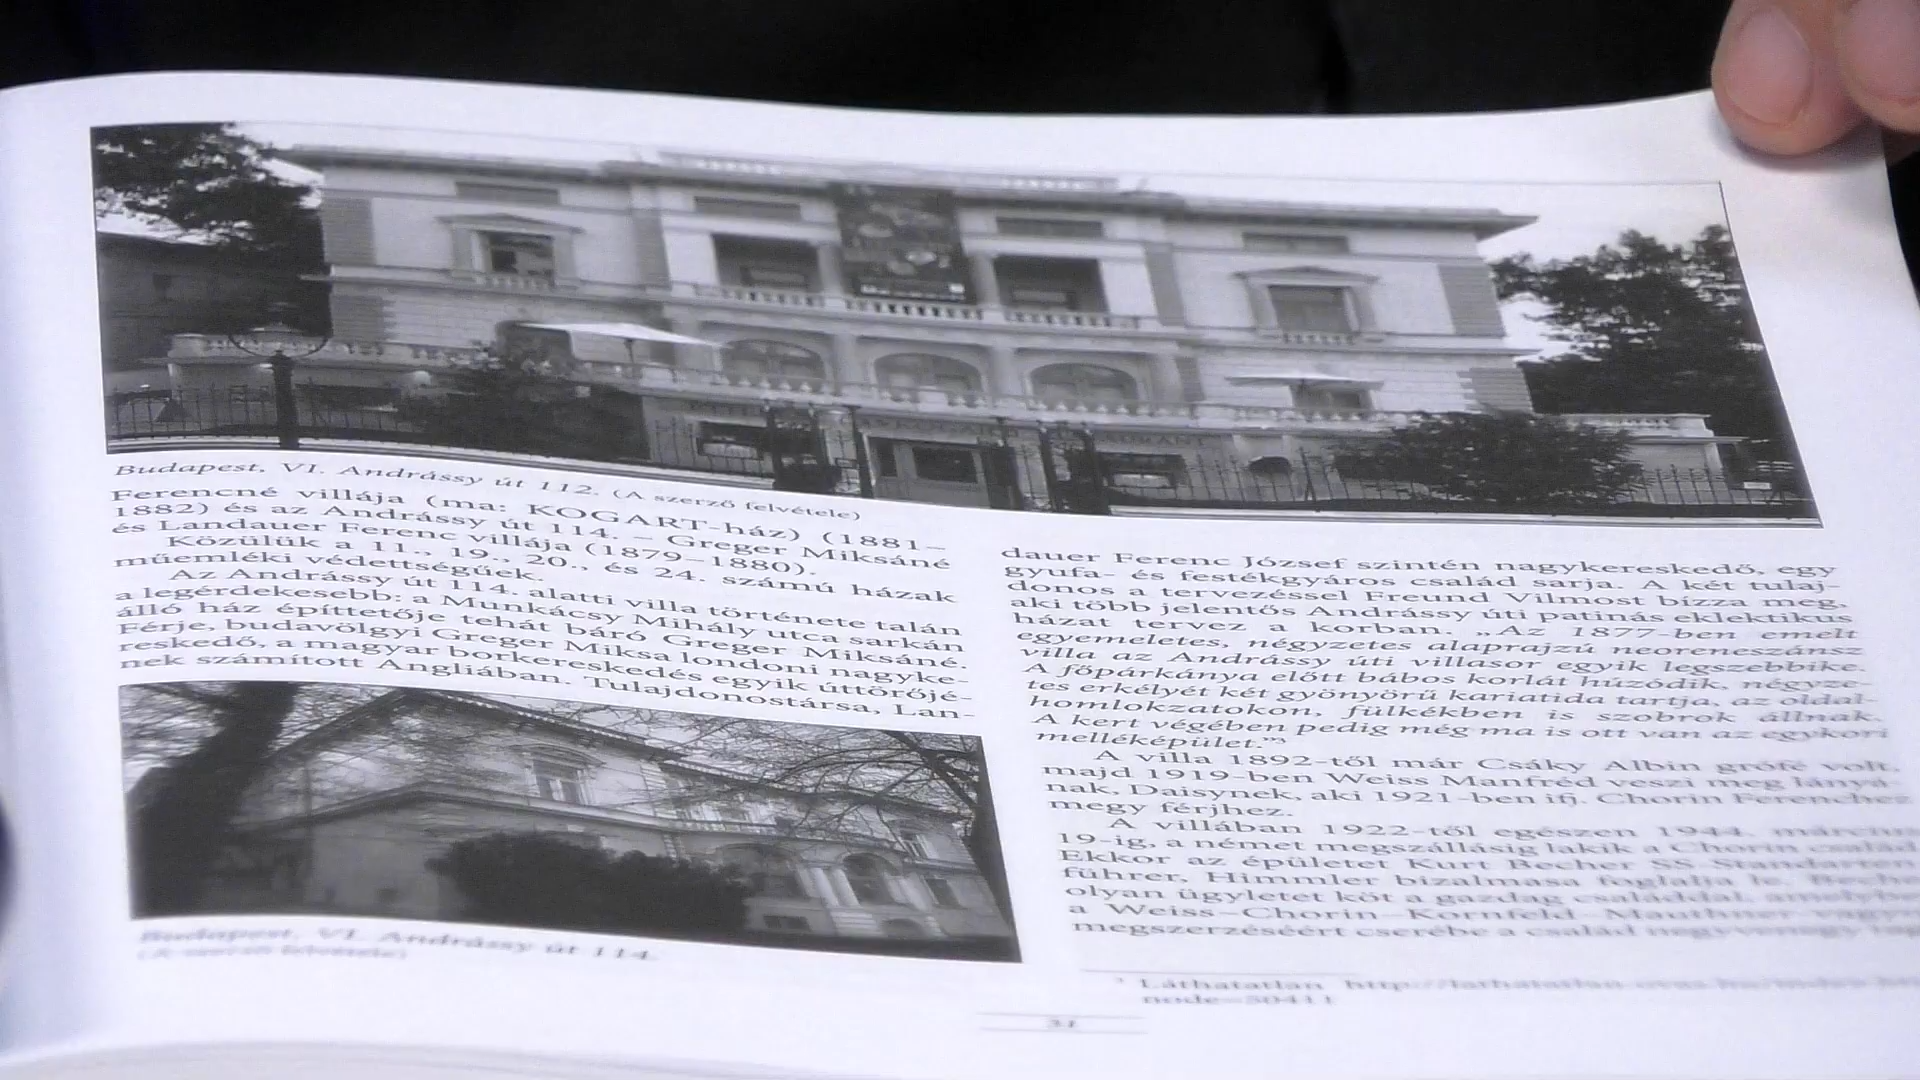 Budapest, VI. Andrássy út 112. (A szerző felvétele)
Ferencné villája (ma: KOGART-ház) (1881–
1882) és az Andrássy út 114. – Greger Miksáné
és Landauer Ferenc villája (1879–1880).
Közülük a 11., 19., 20., és 24. számú házak
műemléki védettségűek.
Az Andrássy út 114. alatti villa története talán
a legérdekesebb: a Munkácsy Mihály utca sarkán
álló ház építtetője tehát báró Greger Miksáné.
Férje, budavölgyi Greger Miksa londoni nagyke-
reskedő, a magyar borkereskedés egyik úttörőjé-
nek számított Angliában. Tulajdonostársa, Lan-
Budapest, VI. Andrássy út 114.
(A szerző felvétele)
dauer Ferenc József szintén nagykereskedő, egy
gyufa- és festékgyáros család sarja. A két tulaj-
donos a tervezéssel Freund Vilmost bízza meg,
aki több jelentős Andrássy úti patinás eklektikus
házat tervez a korban. „Az 1877-ben emelt
egyemeletes, négyzetes alaprajzú neoreneszánsz
villa az Andrássy úti villasor egyik legszebbike.
A főpárkánya előtt bábos korlát húzódik, négyze-
tes erkélyét két gyönyörű kariatida tartja, az oldal-
homlokzatokon, fülkékben is szobrok állnak.
A kert végében pedig még ma is ott van az egykori
melléképület.”³
A villa 1892-től már Csáky Albin grófé volt,
majd 1919-ben Weiss Manfréd veszi meg lányá-
nak, Daisynek, aki 1921-ben ifj. Chorin Ferenchez
megy férjhez.
A villában 1922-től egészen 1944. március
19-ig, a német megszállásig lakik a Chorin család.
Ekkor az épületet Kurt Becher SS Standarten-
führer, Himmler bizalmasa foglalja le.
olyan ügyletet köt a gazdag családdal,
a Weiss–Chorin–Kornfeld–Mauthner
megszerzéséért cserébe a család
³ Láthatatlan
node=50411